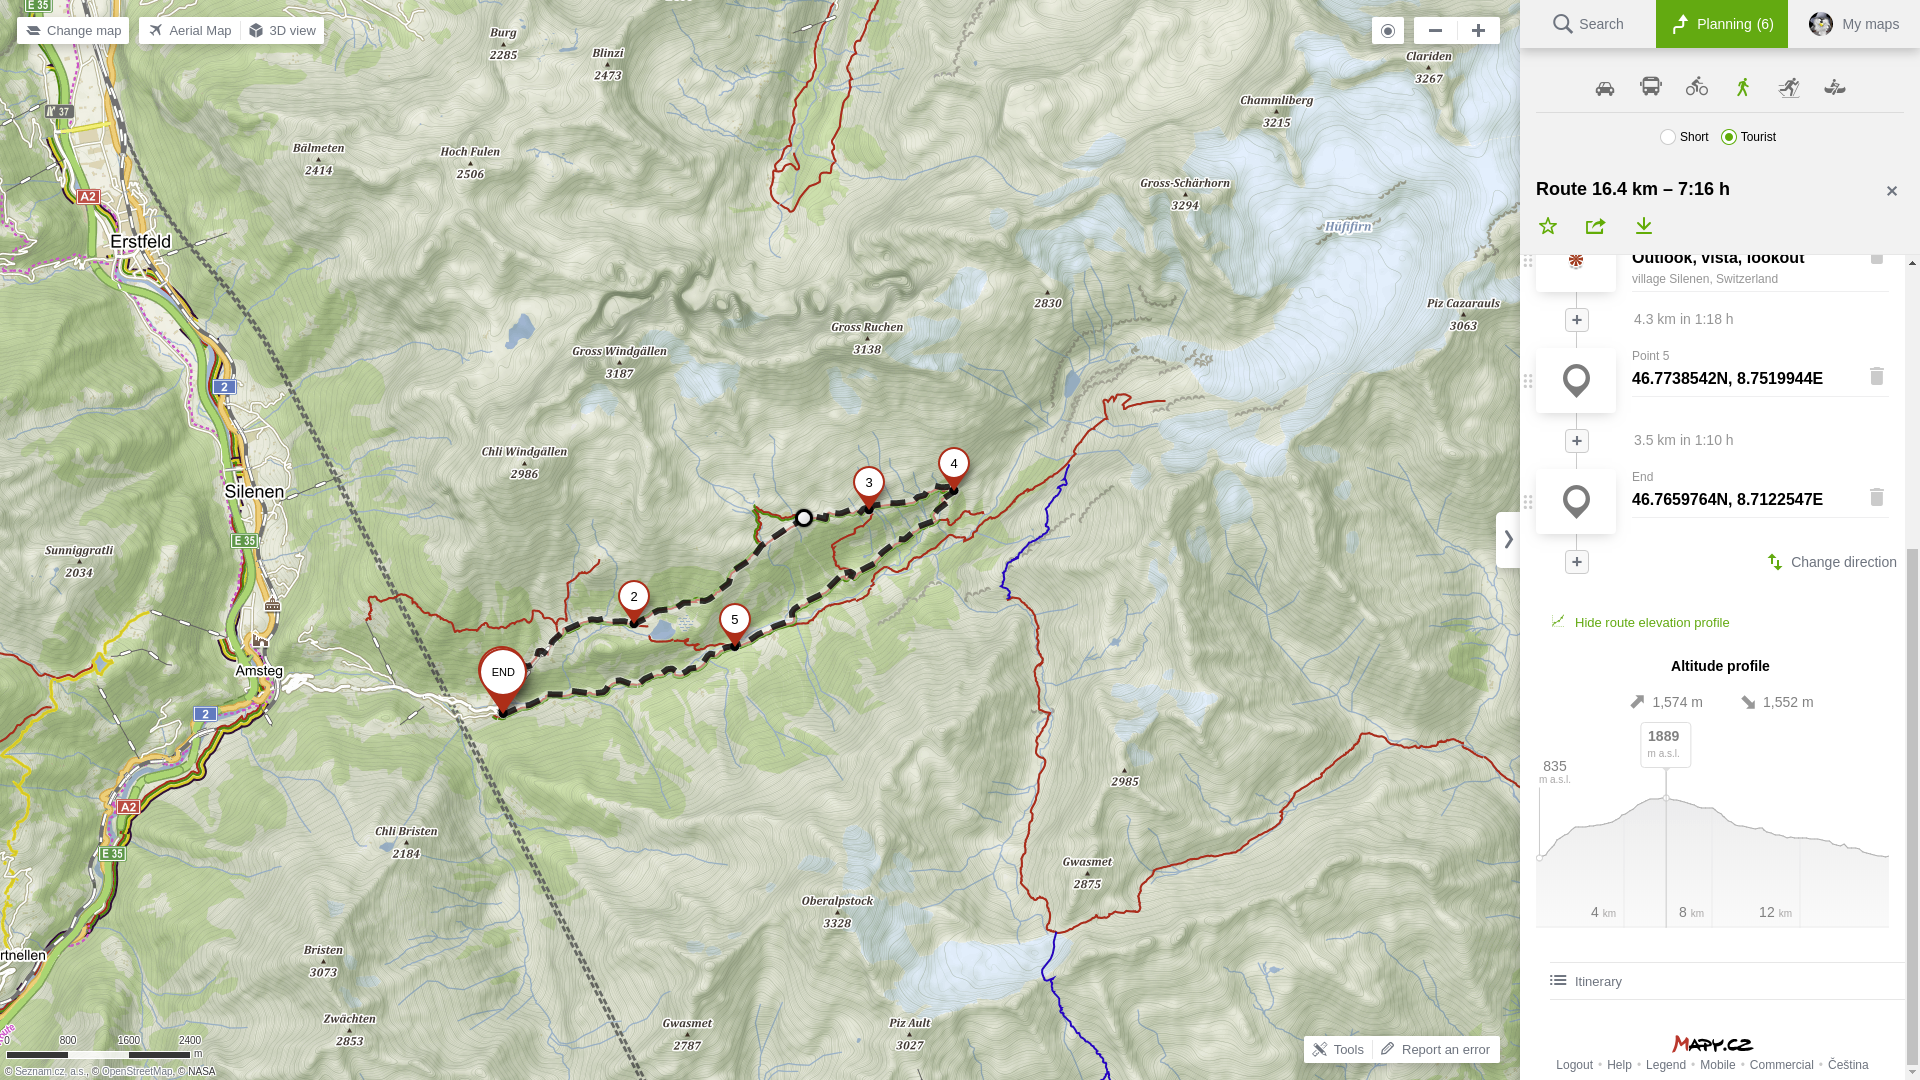 Change map
Aerial Map
3D view
Search
Planning (6)
My maps
Short
Tourist
Route 16.4 km – 7:16 h
Outlook, vista, lookout
village Silenen, Switzerland
4.3 km in 1:18 h
Point 5
46.7738542N, 8.7519944E
3.5 km in 1:10 h
End
46.7659764N, 8.7122547E
Change direction
Hide route elevation profile
Altitude profile
1,574 m
1,552 m
1889
m a.s.l.
835
m a.s.l.
4 km
8 km
12 km
Itinerary
Mapy.cz
Logout • Help • Legend • Mobile • Commercial • Čeština
Tools
Report an error
E 35
Burg
2285
Blinzi
2473
Clariden
3267
Chammliberg
3215
37
Bälmeten
2414
Hoch Fulen
2506
Gross-Schärhorn
3294
A2
Erstfeld
Hüfifirn
2830
Piz Cazarauls
3063
Gross Ruchen
3138
Gross Windgällen
3187
2
Chli Windgällen
2986
4
3
Silenen
E 35
Sunniggratli
2034
2
5
END
Amsteg
2
2985
A2
Chli Bristen
2184
E 35
Gwasmet
2875
Oberalpstock
3328
Bristen
3073
rtnellen
Zwächten
2853
Gwasmet
2787
Piz Ault
3027
0 800 1600 2400
m
© Seznam.cz, a.s., © OpenStreetMap, © NASA